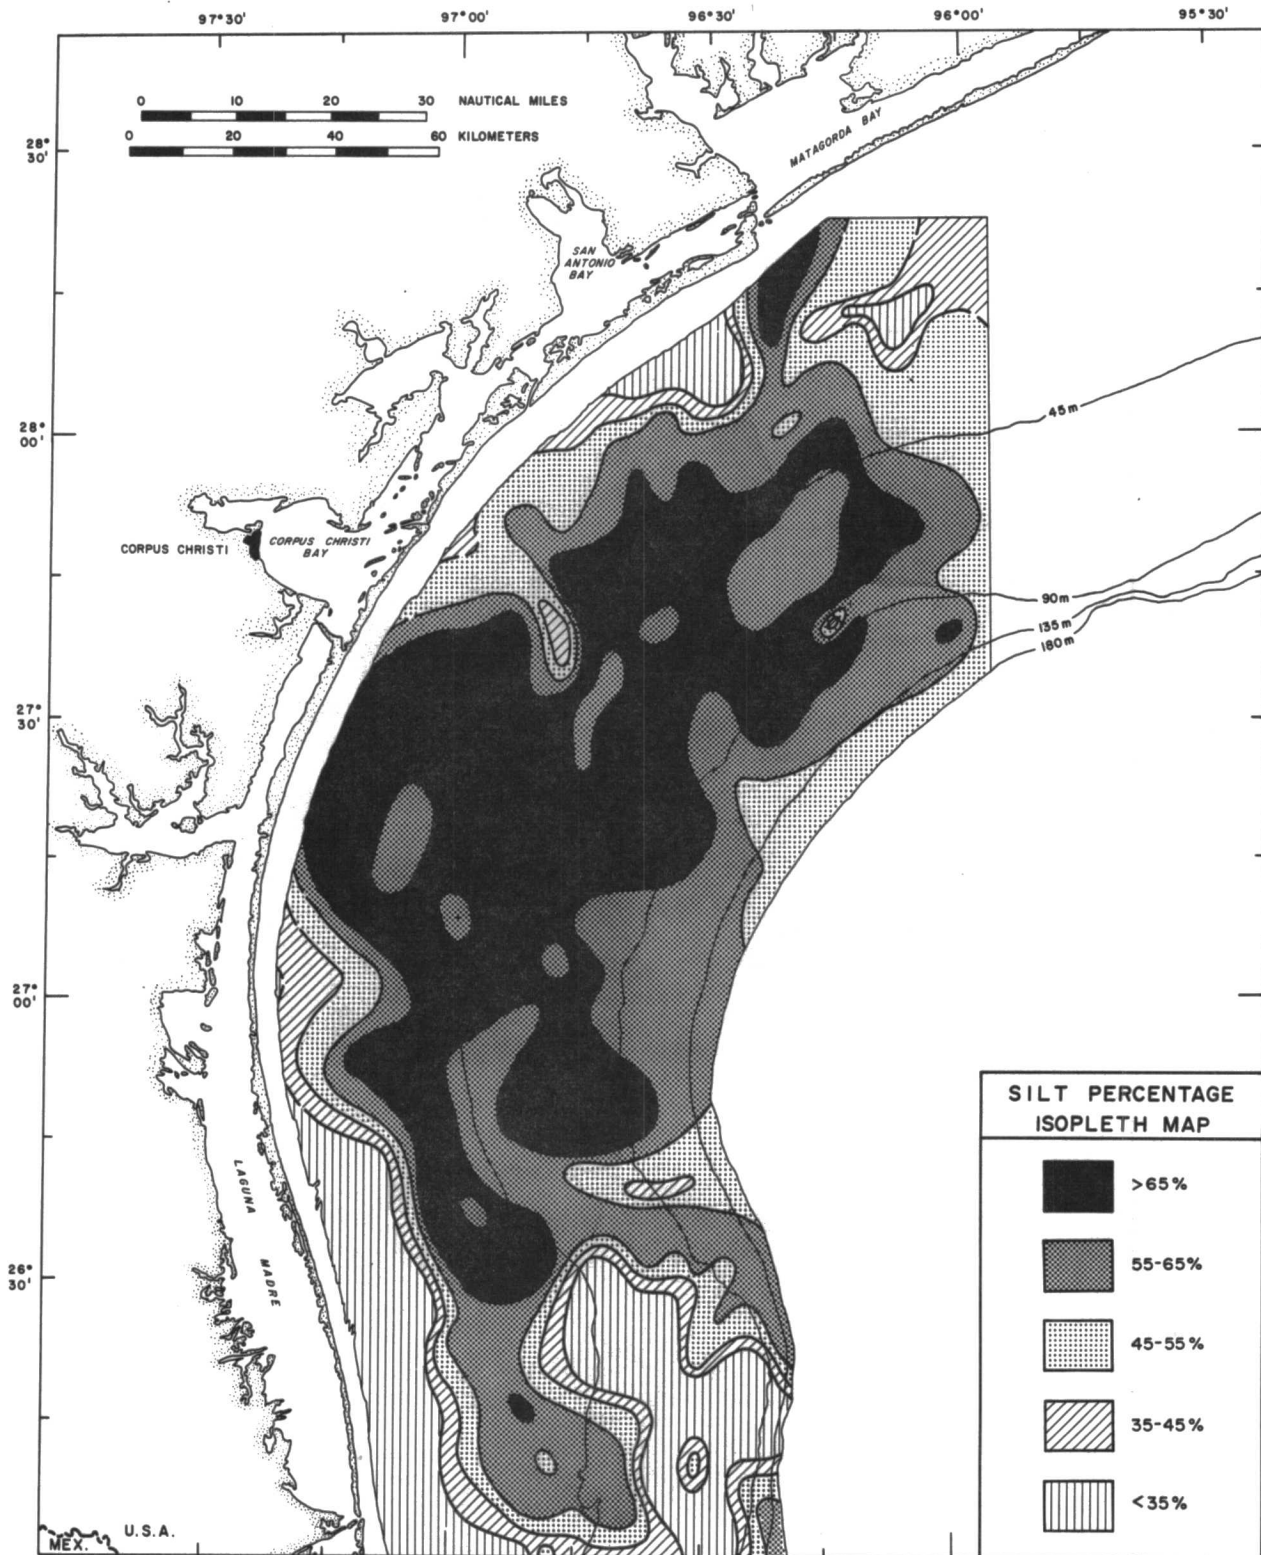 97°30' 97°00' 96°30' 96°00' 95°30'
0 10 20 30 NAUTICAL MILES
0 20 40 60 KILOMETERS
28°
30'
MATAGORDA BAY
SAN
ANTONIO
BAY
28°
00'
45m
CORPUS CHRISTI
CORPUS CHRISTI
BAY
90m
135m
180m
27°
30'
27°
00'
SILT PERCENTAGE
ISOPLETH MAP
>65%
LAGUNA MADRE
55-65%
26°
30'
45-55%
35-45%
<35%
U.S.A.
MEX.